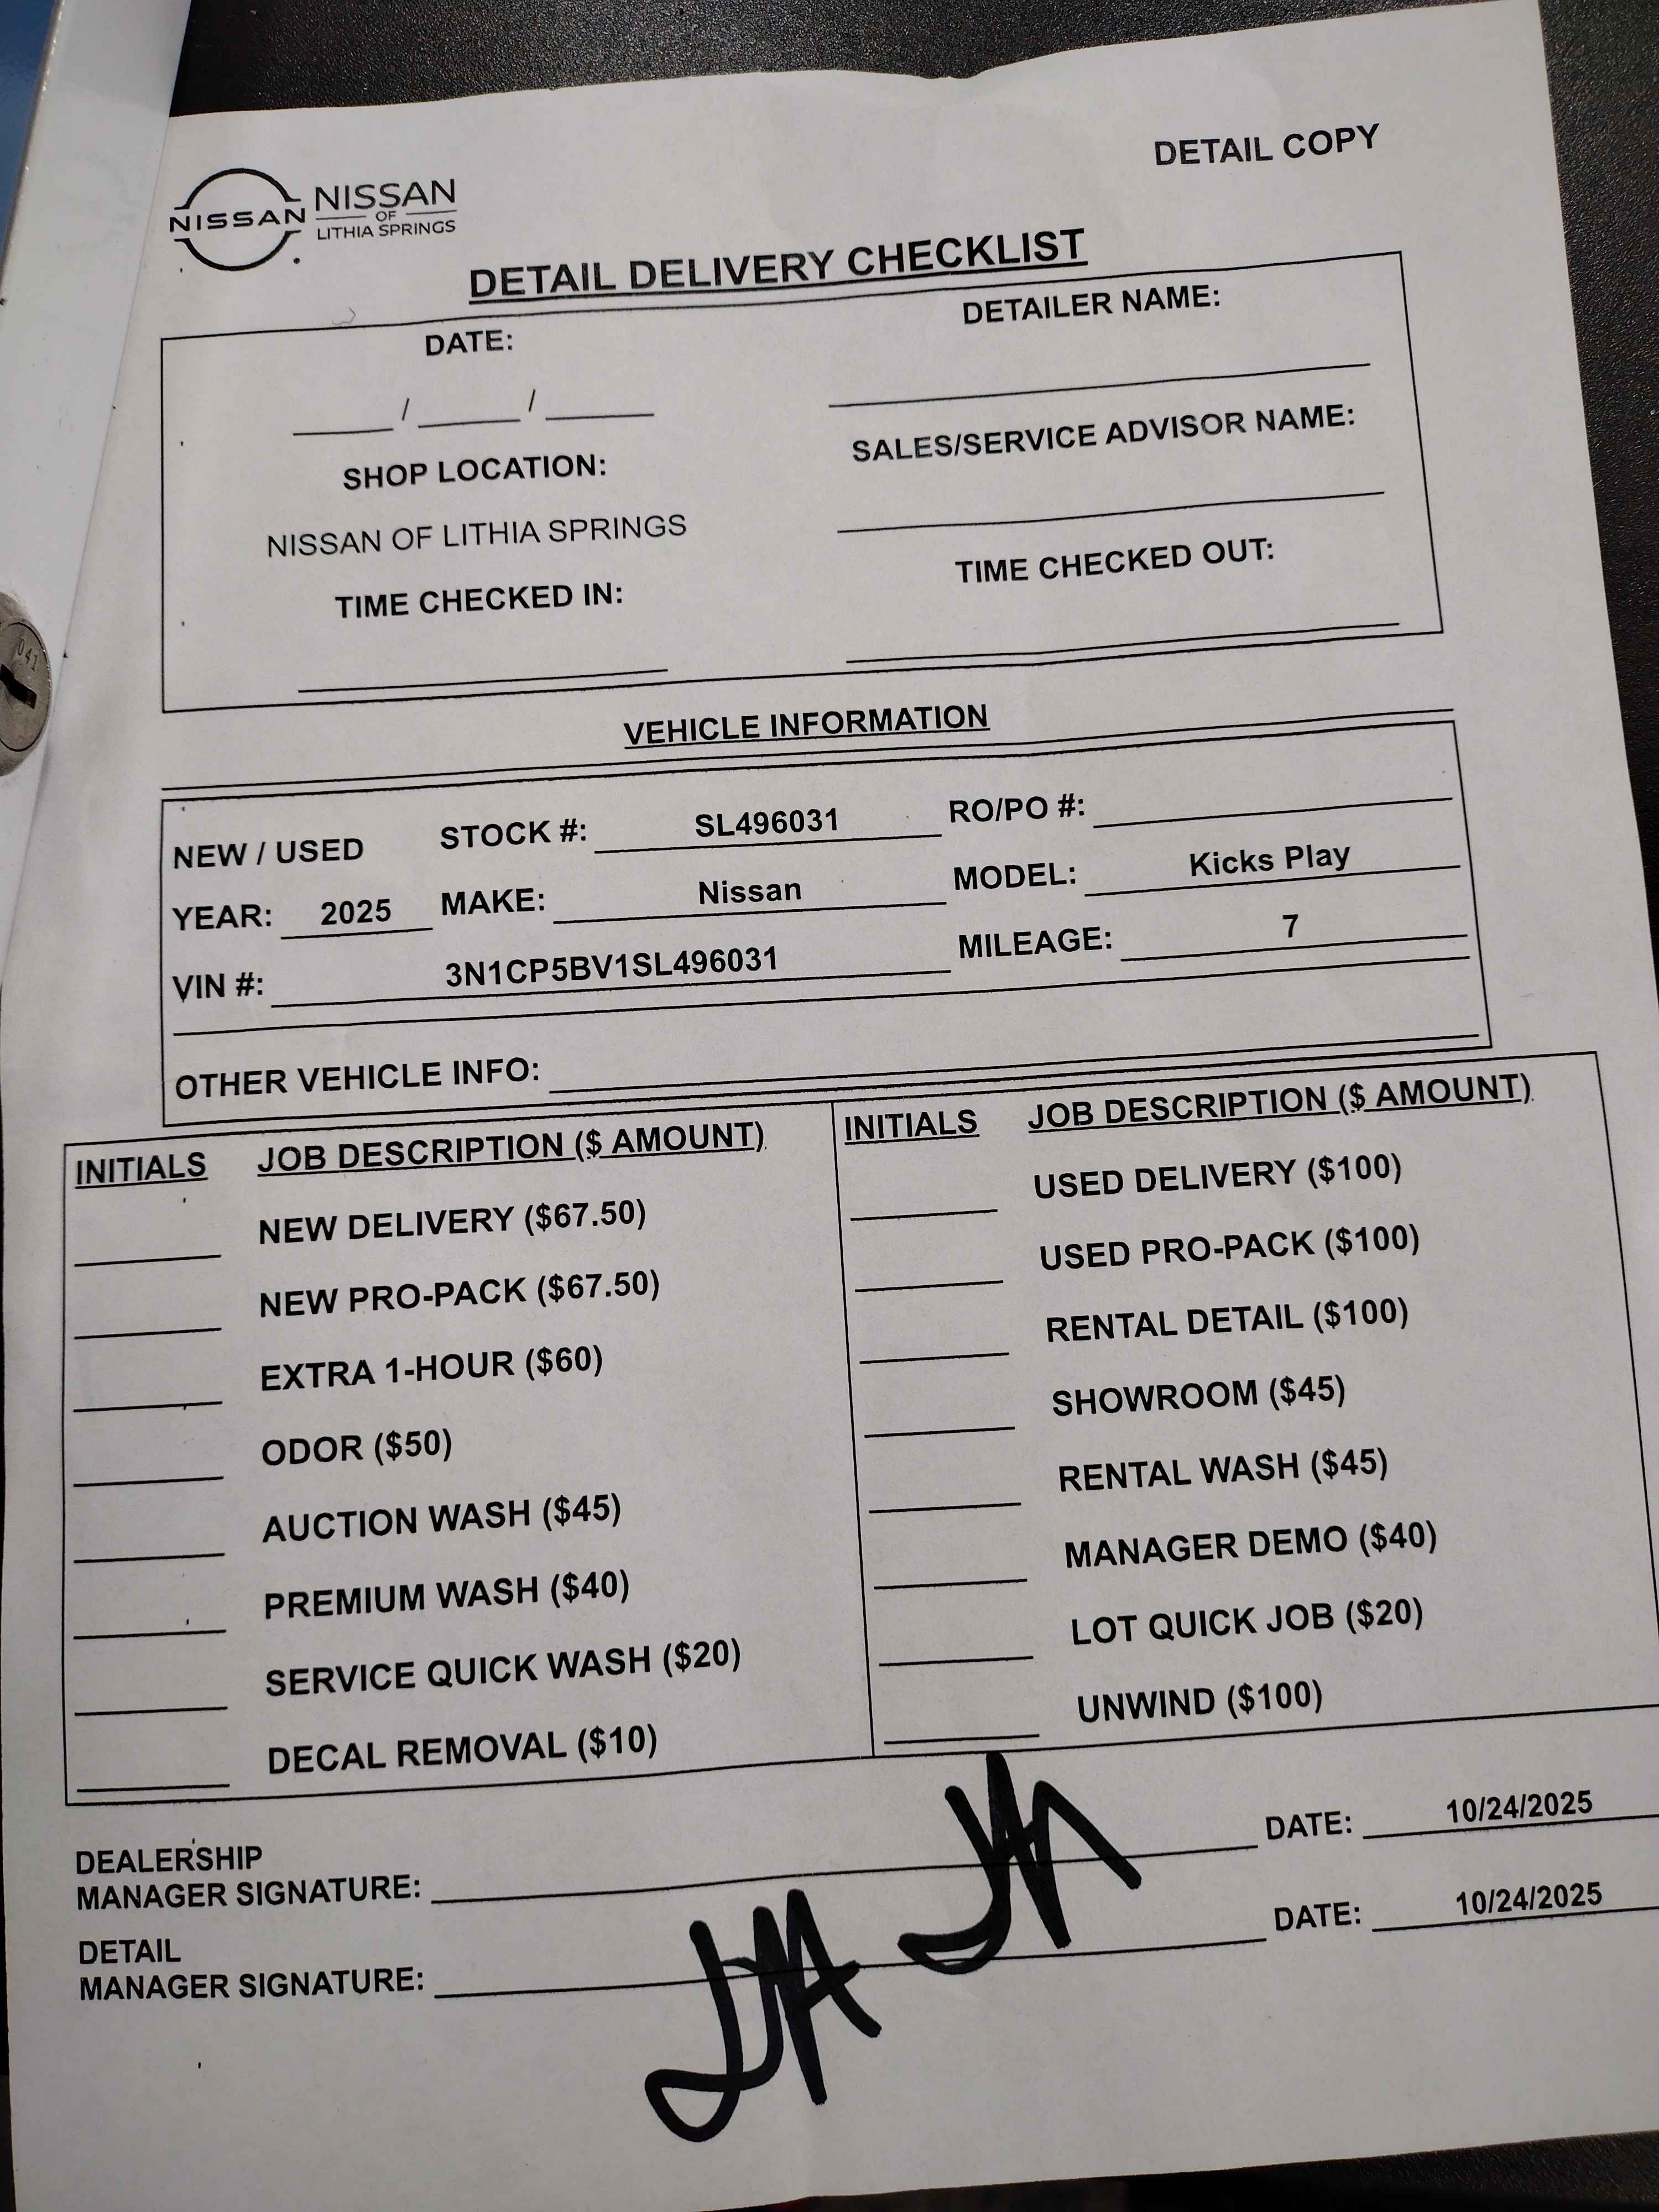 DETAIL COPY
NISSAN NISSAN
OF
LITHIA SPRINGS
DETAIL DELIVERY CHECKLIST
DATE:
/ /
SHOP LOCATION:
NISSAN OF LITHIA SPRINGS
TIME CHECKED IN:
DETAILER NAME:
SALES/SERVICE ADVISOR NAME:
TIME CHECKED OUT:
VEHICLE INFORMATION
NEW / USED STOCK #: SL496031 RO/PO #:
YEAR: 2025 MAKE: Nissan MODEL: Kicks Play
VIN #: 3N1CP5BV1SL496031 MILEAGE: 7
OTHER VEHICLE INFO:
INITIALS JOB DESCRIPTION ($ AMOUNT)
NEW DELIVERY ($67.50)
NEW PRO-PACK ($67.50)
EXTRA 1-HOUR ($60)
ODOR ($50)
AUCTION WASH ($45)
PREMIUM WASH ($40)
SERVICE QUICK WASH ($20)
DECAL REMOVAL ($10)
INITIALS JOB DESCRIPTION ($ AMOUNT)
USED DELIVERY ($100)
USED PRO-PACK ($100)
RENTAL DETAIL ($100)
SHOWROOM ($45)
RENTAL WASH ($45)
MANAGER DEMO ($40)
LOT QUICK JOB ($20)
UNWIND ($100)
DEALERSHIP
MANAGER SIGNATURE: DATE: 10/24/2025
DETAIL
MANAGER SIGNATURE: DATE: 10/24/2025
041